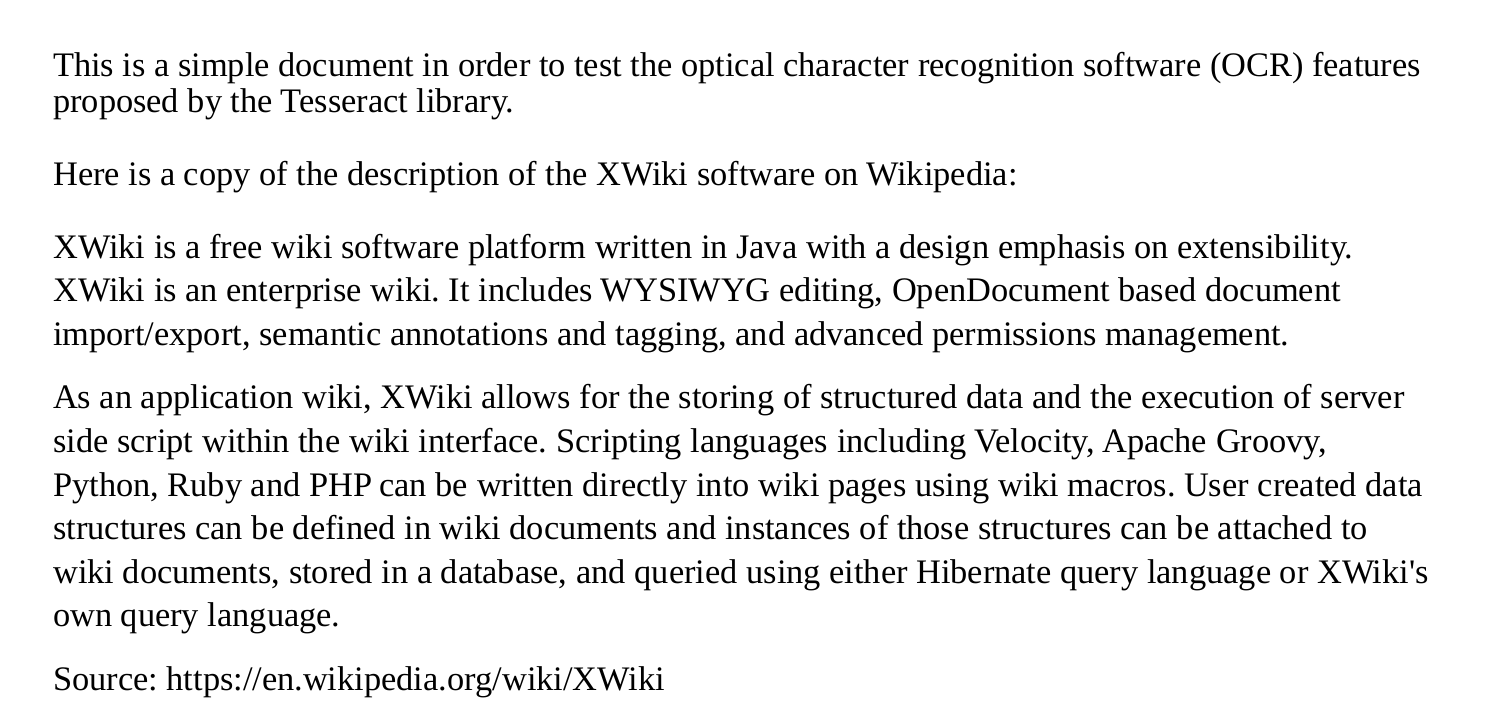 This is a simple document in order to test the optical character recognition software (OCR) features
proposed by the Tesseract library.
Here is a copy of the description of the XWiki software on Wikipedia:
XWiki is a free wiki software platform written in Java with a design emphasis on extensibility.
XWiki is an enterprise wiki. It includes WYSIWYG editing, OpenDocument based document
import/export, semantic annotations and tagging, and advanced permissions management.
As an application wiki, XWiki allows for the storing of structured data and the execution of server
side script within the wiki interface. Scripting languages including Velocity, Apache Groovy,
Python, Ruby and PHP can be written directly into wiki pages using wiki macros. User created data
structures can be defined in wiki documents and instances of those structures can be attached to
wiki documents, stored in a database, and queried using either Hibernate query language or XWiki's
own query language.
Source: https://en.wikipedia.org/wiki/XWiki